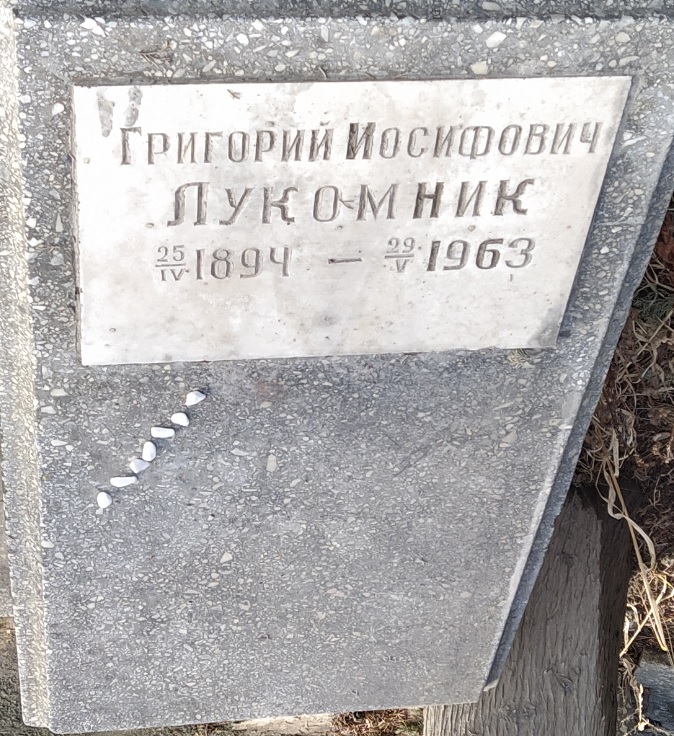 Григорий Иосифович
Лукомник
25/IV 1894 — 29/V 1963